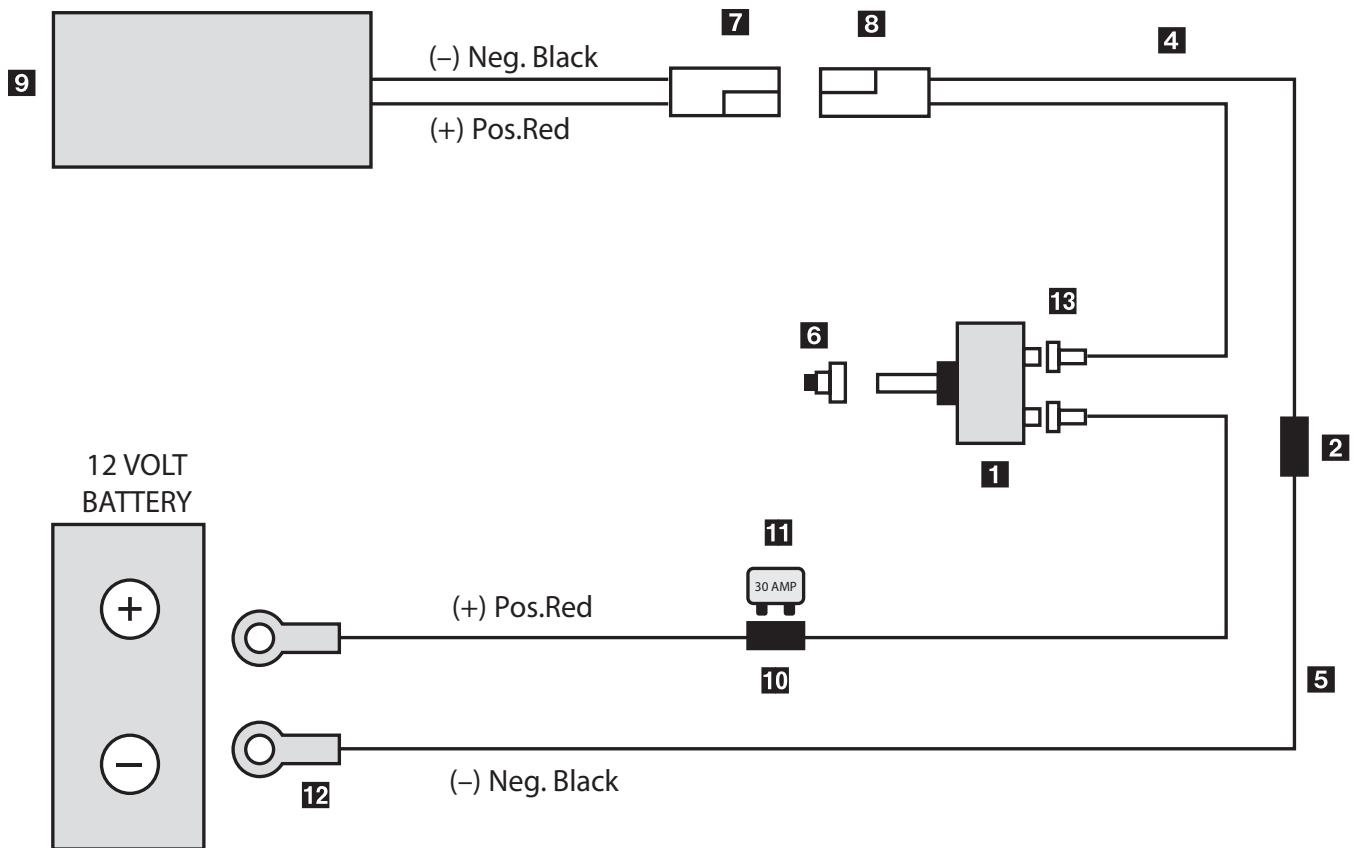 7
8
4
9
(–) Neg. Black
(+) Pos.Red
13
6
1
2
12 VOLT
BATTERY
11
30 AMP
+
(+) Pos.Red
10
5
–
12
(–) Neg. Black